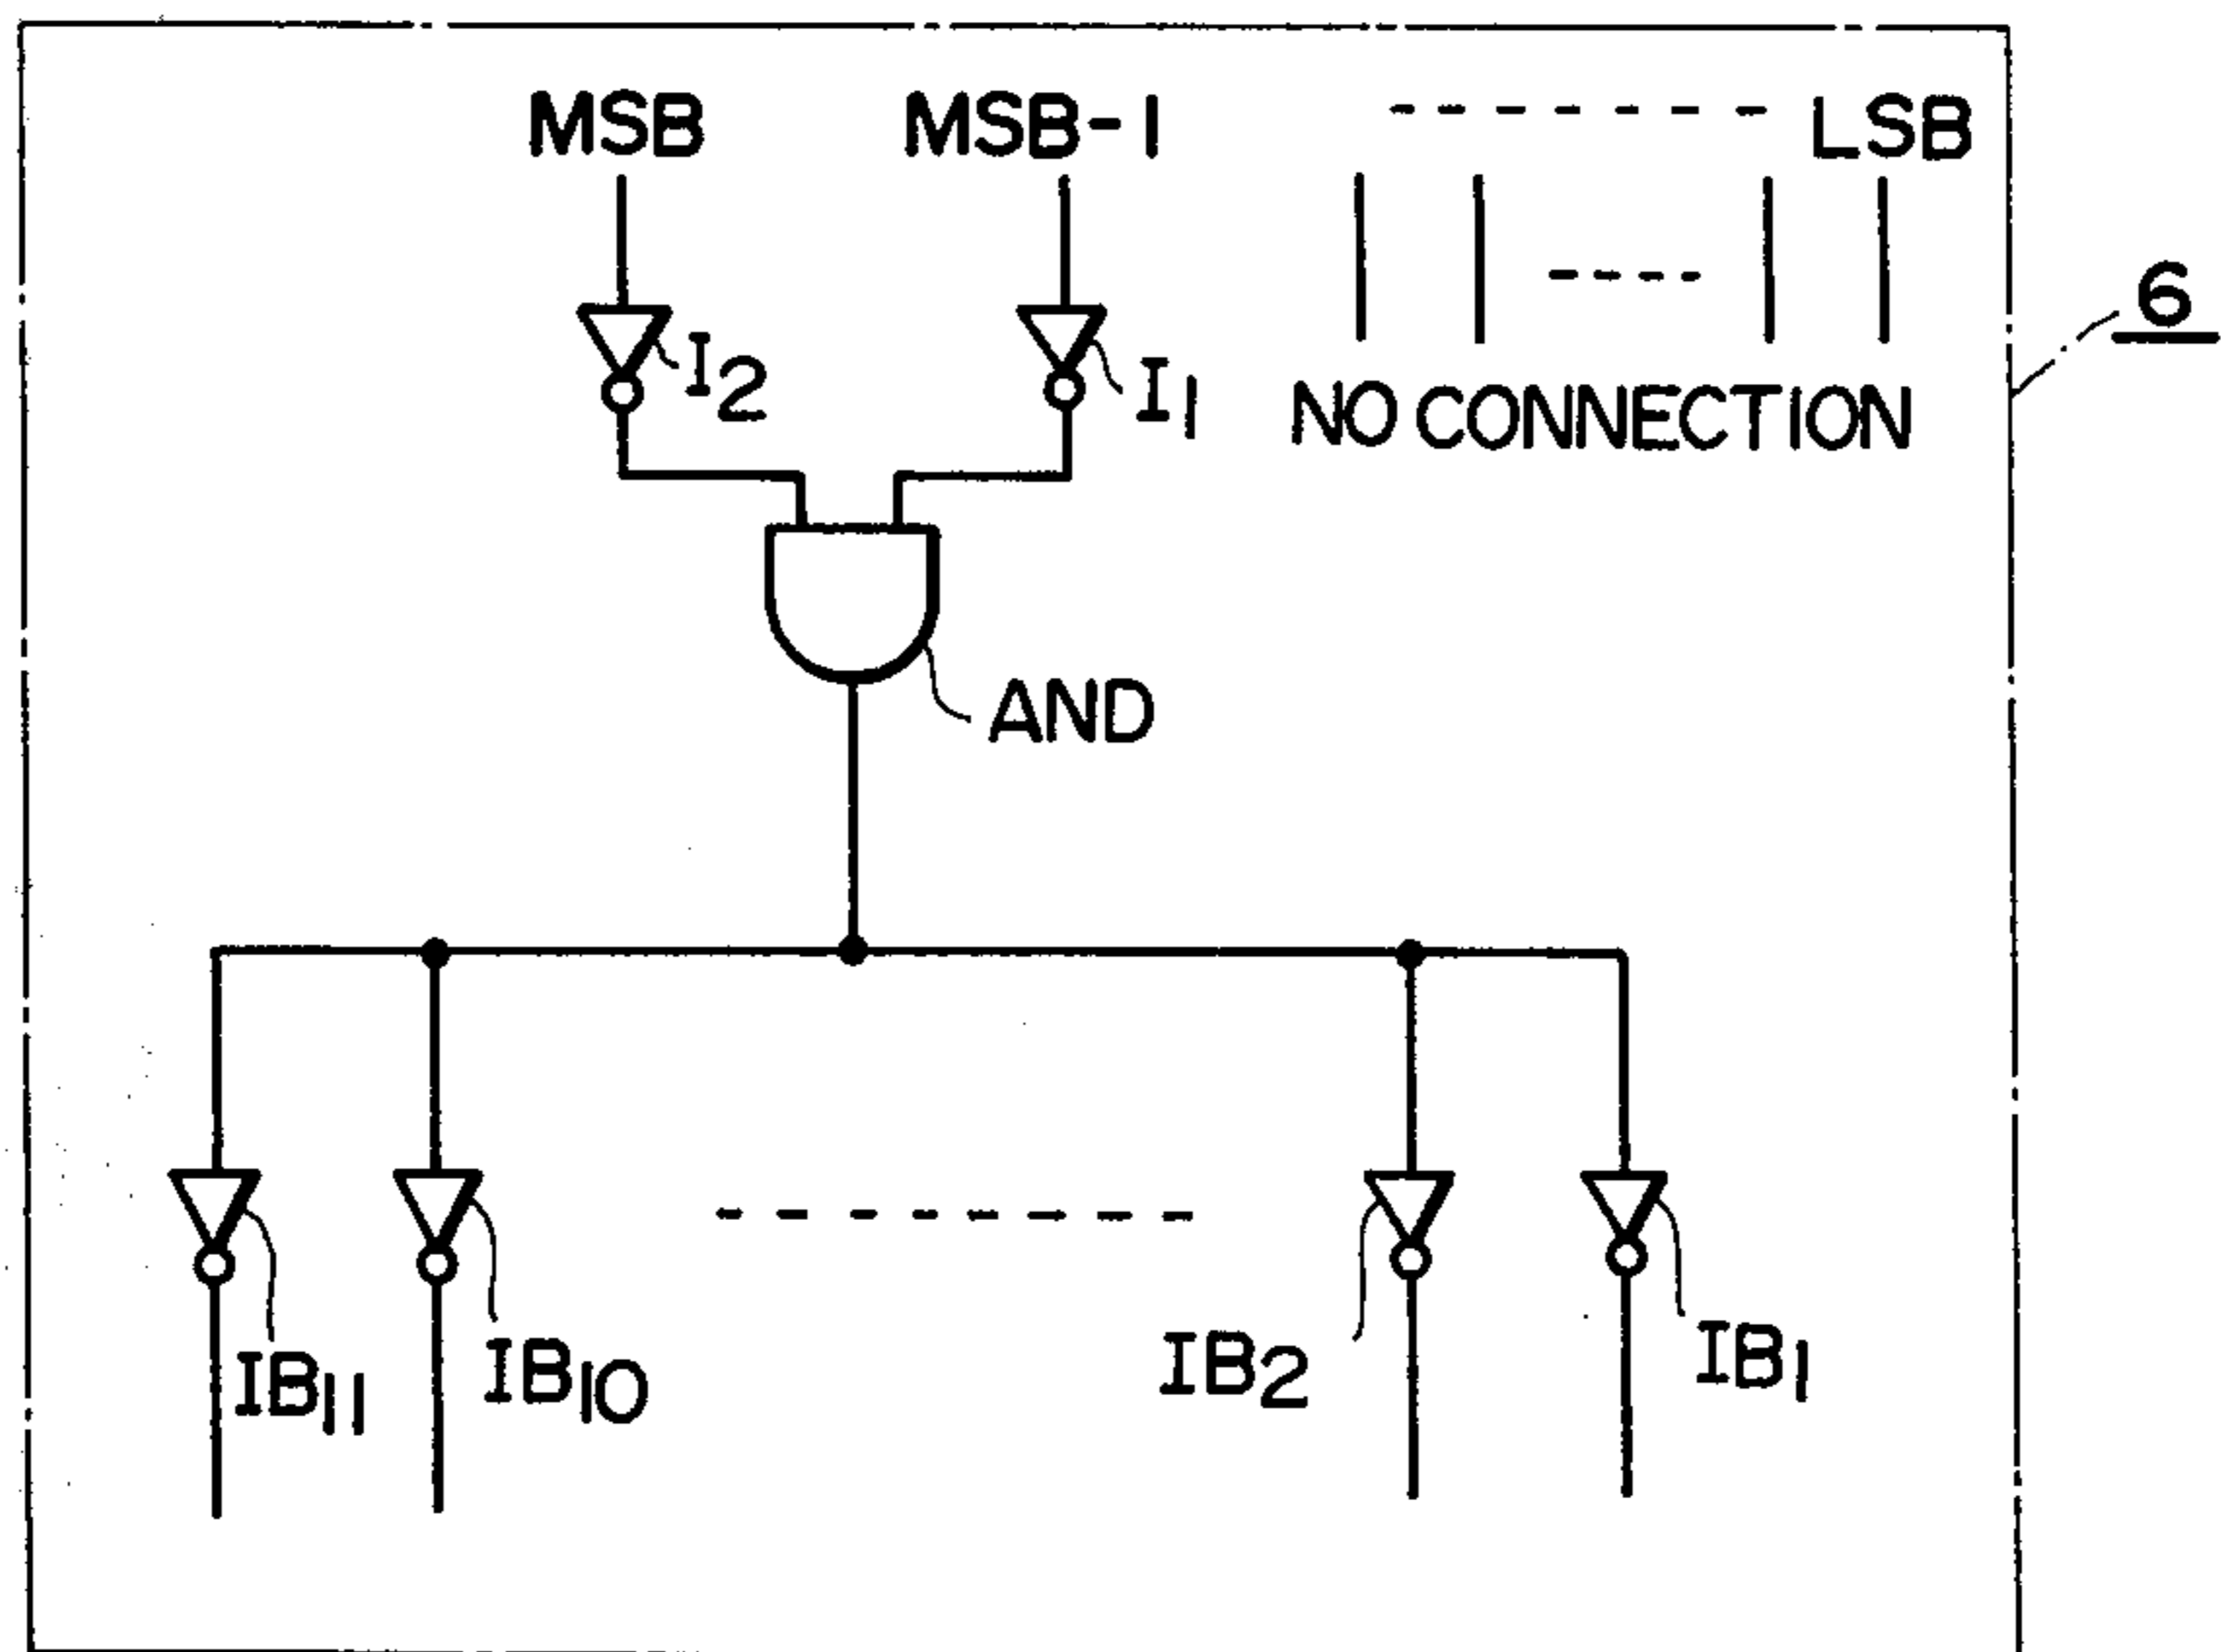 MSB MSB-1 LSB
6
I2 I1 NO CONNECTION
AND
IB11 IB10 IB2 IB1